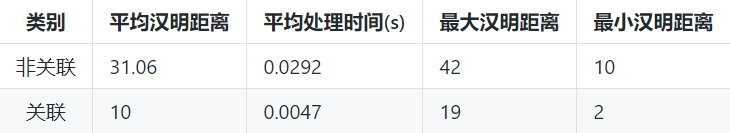 类别 平均汉明距离 平均处理时间(s) 最大汉明距离 最小汉明距离
非关联 31.06 0.0292 42 10
关联 10 0.0047 19 2